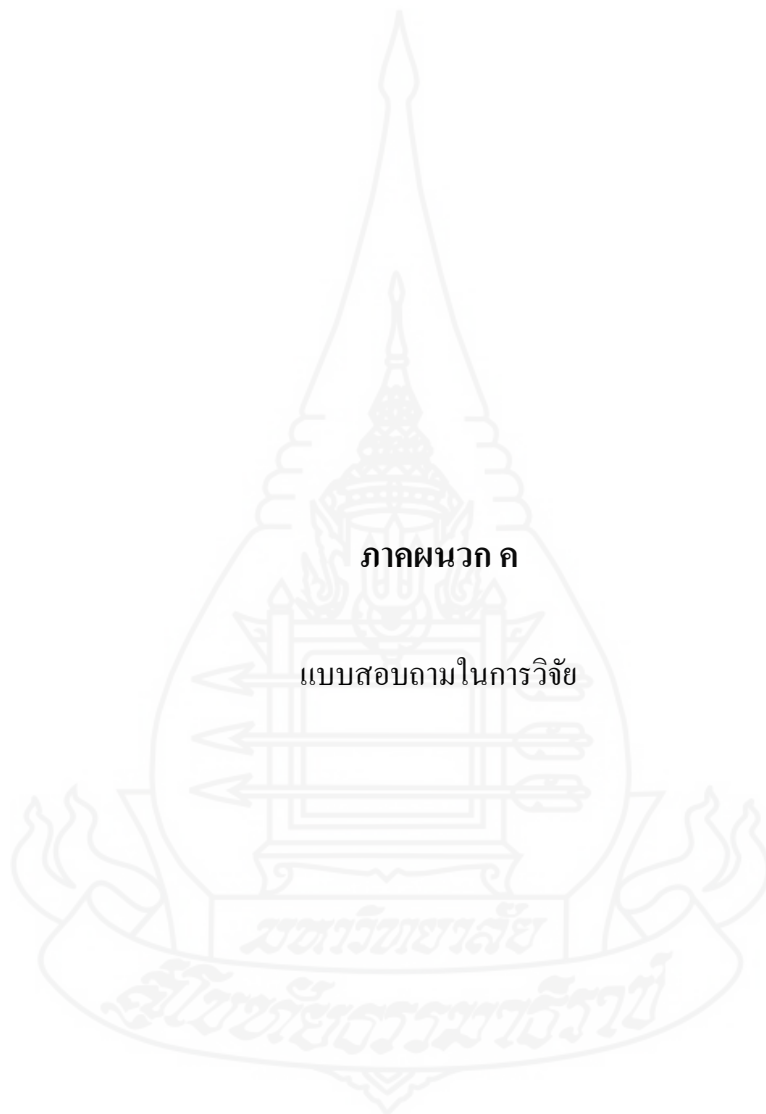 ภาคผนวก ค
แบบสอบถามในการวิจัย
มหาวิทยาลัย
สุโขทัยธรรมาธิราช